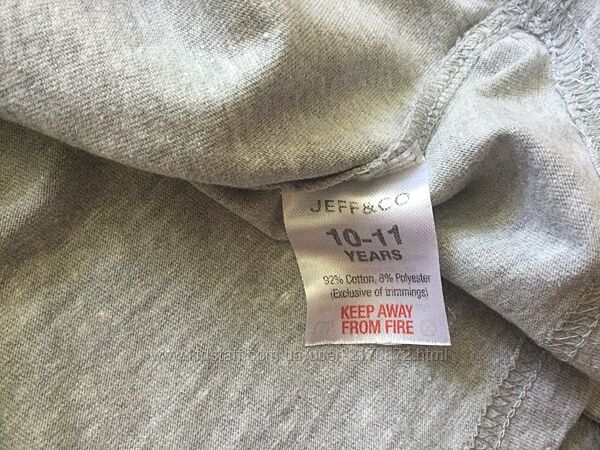 JEFF&CO
10-11
YEARS
92% Cotton, 8% Polyester
(Exclusive of trimmings)
KEEP AWAY
FROM FIRE